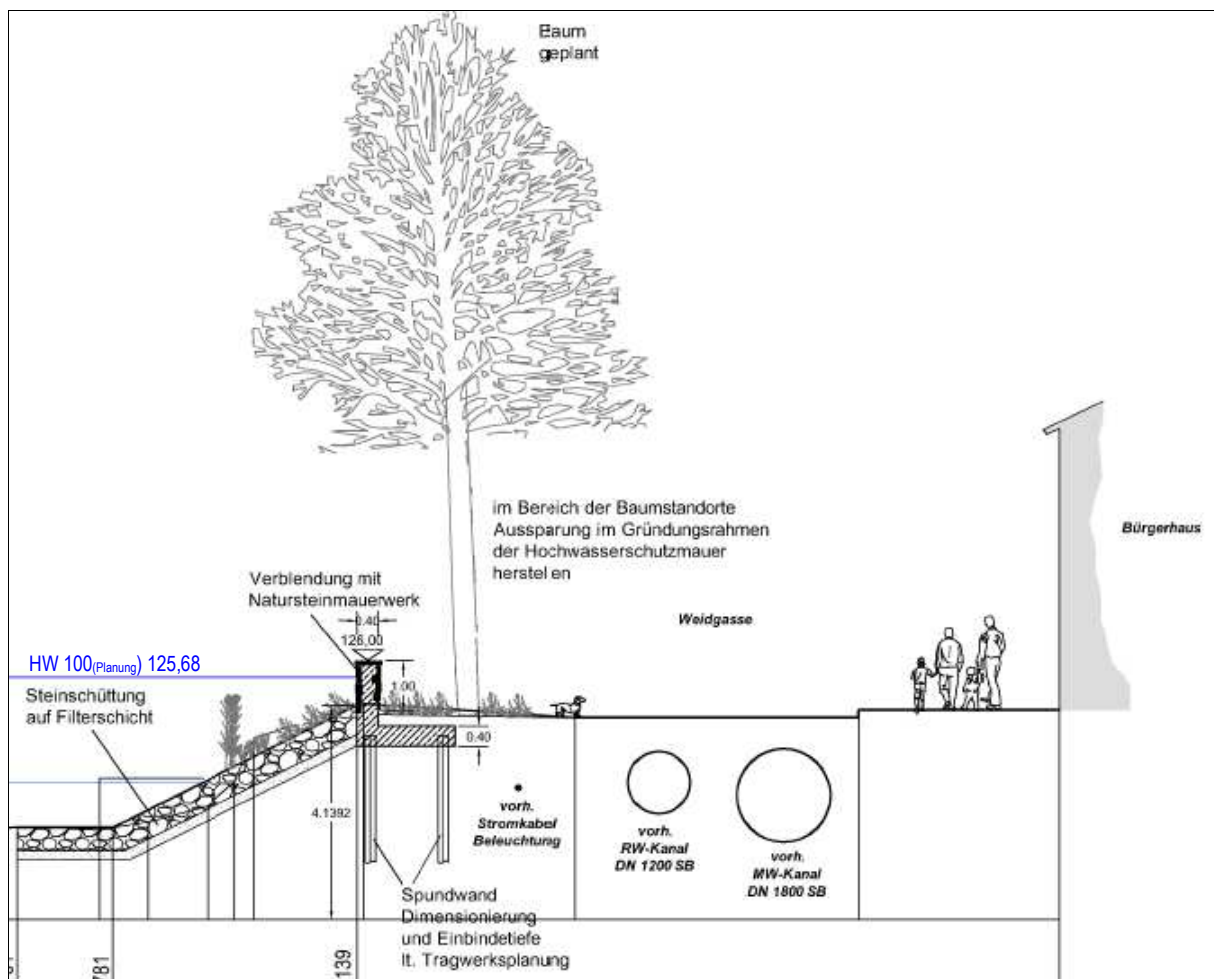 Baum
geplant
im Bereich der Baumstandorte
Aussparung im Gründungsrahmen
der Hochwasserschutzmauer
herstel en
Bürgerhaus
Verblendung mit
Natursteinmauerwerk
0.40
126,00
Weidgasse
HW 100(Planung) 125,68
Steinschüttung
auf Filterschicht
1.00
0.40
4.1392
vorh.
Stromkabel
Beleuchtung
vorh.
RW-Kanal
DN 1200 SB
vorh.
MW-Kanal
DN 1800 SB
Spundwand
Dimensionierung
und Einbindetiefe
lt. Tragwerksplanung
781
139